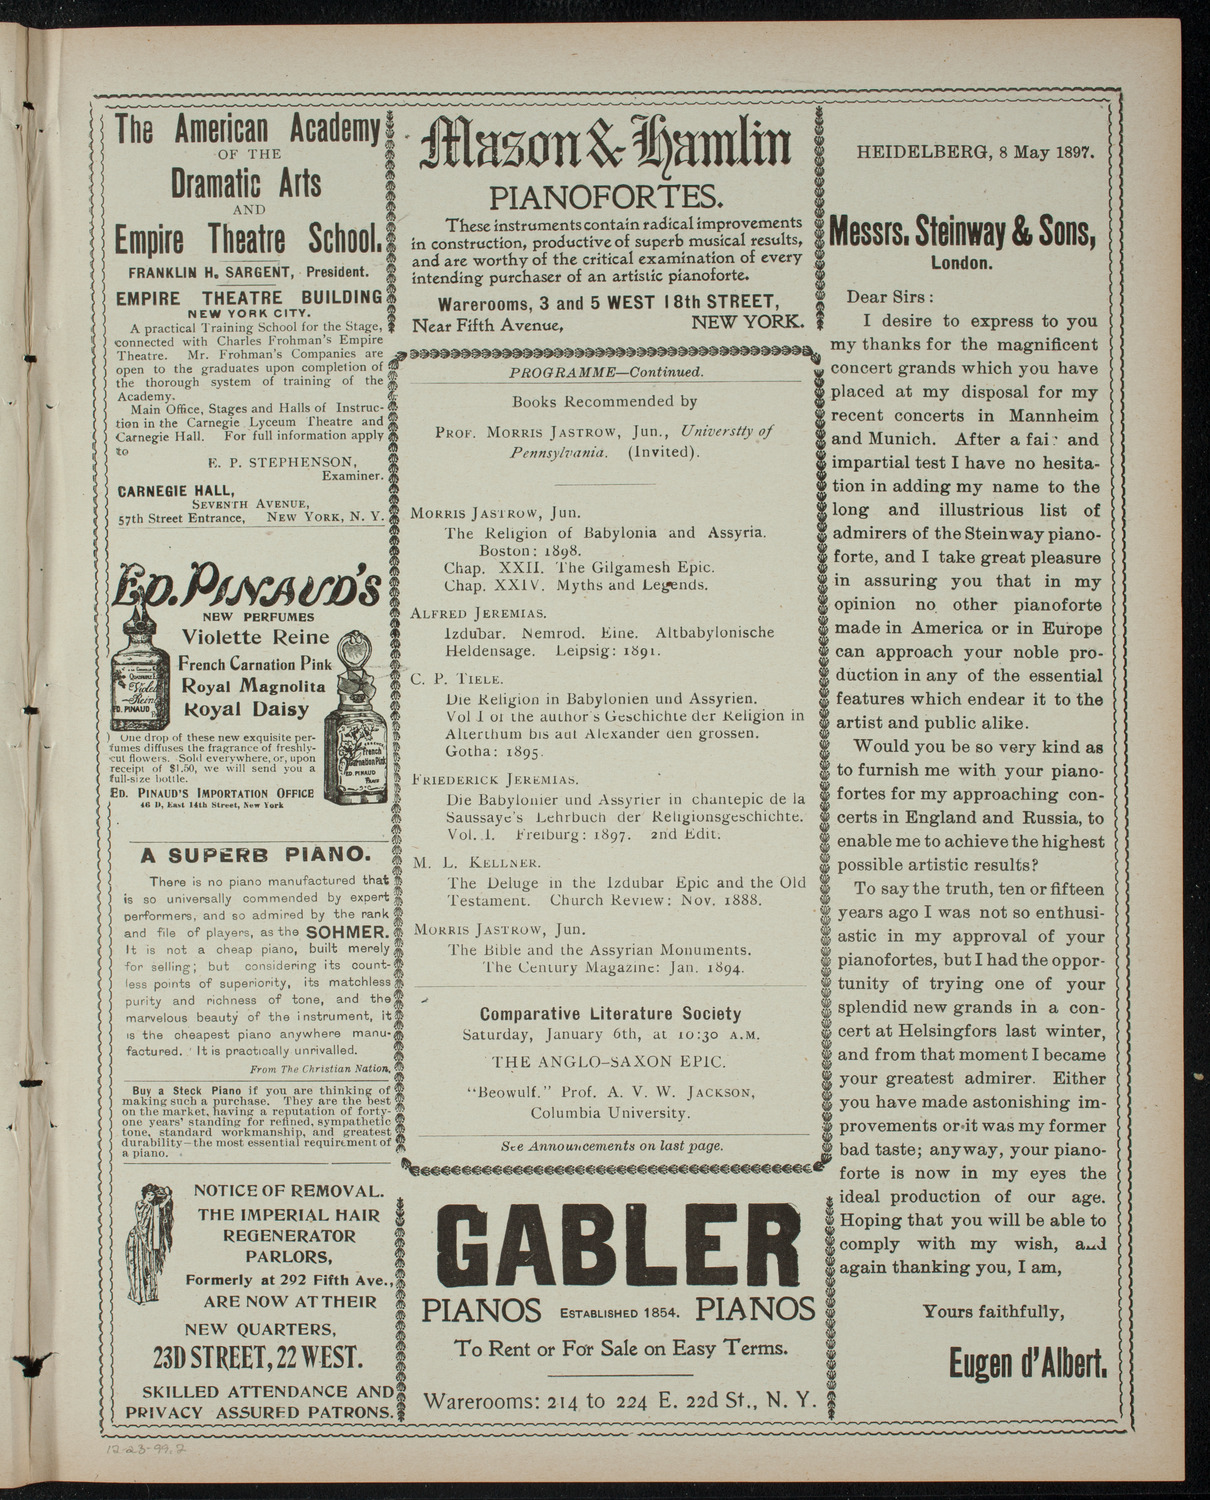 The American Academy
OF THE
Dramatic Arts
AND
Empire Theatre School.
FRANKLIN H. SARGENT, President.
EMPIRE THEATRE BUILDING
NEW YORK CITY.
A practical Training School for the Stage,
connected with Charles Frohman's Empire
Theatre. Mr. Frohman's Companies are
open to the graduates upon completion of
the thorough system of training of the
Academy.
Main Office, Stages and Halls of Instruc-
tion in the Carnegie Lyceum Theatre and
Carnegie Hall. For full information apply
to
E. P. STEPHENSON,
Examiner.
CARNEGIE HALL,
SEVENTH AVENUE,
57th Street Entrance, NEW YORK, N. Y.
ED. PINAUD'S
NEW PERFUMES
Violette Reine
French Carnation Pink
Royal Magnolita
Royal Daisy
One drop of these new exquisite per-
fumes diffuses the fragrance of freshly-
cut flowers. Sold everywhere, or, upon
receipt of $1.50, we will send you a
full-size bottle.
ED. PINAUD'S IMPORTATION OFFICE
46 D, East 14th Street, New York
A SUPERB PIANO.
There is no piano manufactured that
is so universally commended by expert
performers, and so admired by the rank
and file of players, as the SOHMER.
It is not a cheap piano, built merely
for selling; but considering its count-
less points of superiority, its matchless
purity and richness of tone, and the
marvelous beauty of the instrument, it
is the cheapest piano anywhere manu-
factured. It is practically unrivalled.
From The Christian Nation,
Buy a Steck Piano if you are thinking of
making such a purchase. They are the best
on the market, having a reputation of forty-
one years' standing for refined, sympathetic
tone, standard workmanship, and greatest
durability—the most essential requirement of
a piano.
NOTICE OF REMOVAL.
THE IMPERIAL HAIR
REGENERATOR
PARLORS,
Formerly at 292 Fifth Ave.,
ARE NOW AT THEIR
NEW QUARTERS,
23D STREET, 22 WEST.
SKILLED ATTENDANCE AND
PRIVACY ASSURED PATRONS.
Mason & Hamlin
PIANOFORTES.
These instruments contain radical improvements
in construction, productive of superb musical results,
and are worthy of the critical examination of every
intending purchaser of an artistic pianoforte.
Warerooms, 3 and 5 WEST 18th STREET,
Near Fifth Avenue, NEW YORK.
PROGRAMME—Continued.
Books Recommended by
PROF. MORRIS JASTROW, Jun., Universtty of
Pennsylvania. (Invited).
MORRIS JASTROW, Jun.
The Religion of Babylonia and Assyria.
Boston: 1898.
Chap. XXII. The Gilgamesh Epic.
Chap. XXIV. Myths and Legends.
ALFRED JEREMIAS.
Izdubar. Nemrod. Eine. Altbabylonische
Heldensage. Leipsig: 1891.
C. P. TIELE.
Die Religion in Babylonien und Assyrien.
Vol I of the author's Geschichte der Religion in
Alterthum bis auf Alexander den grossen.
Gotha: 1895.
FRIEDERICK JEREMIAS.
Die Babylonier und Assyrier in chantepic de la
Saussaye's Lehrbuch der Religionsgeschichte.
Vol. I. Freiburg: 1897. 2nd Edit.
M. L. KELLNER.
The Deluge in the Izdubar Epic and the Old
Testament. Church Review: Nov. 1888.
MORRIS JASTROW, Jun.
The Bible and the Assyrian Monuments.
The Century Magazine: Jan. 1894.
Comparative Literature Society
Saturday, January 6th, at 10:30 A.M.
THE ANGLO-SAXON EPIC.
"Beowulf." Prof. A. V. W. JACKSON,
Columbia University.
See Announcements on last page.
GABLER
PIANOS ESTABLISHED 1854. PIANOS
To Rent or For Sale on Easy Terms.
Warerooms: 214 to 224 E. 22d St., N. Y.
HEIDELBERG, 8 May 1897.
Messrs. Steinway & Sons,
London.
Dear Sirs:
I desire to express to you
my thanks for the magnificent
concert grands which you have
placed at my disposal for my
recent concerts in Mannheim
and Munich. After a fair and
impartial test I have no hesita-
tion in adding my name to the
long and illustrious list of
admirers of the Steinway piano-
forte, and I take great pleasure
in assuring you that in my
opinion no other pianoforte
made in America or in Europe
can approach your noble pro-
duction in any of the essential
features which endear it to the
artist and public alike.
Would you be so very kind as
to furnish me with your piano-
fortes for my approaching con-
certs in England and Russia, to
enable me to achieve the highest
possible artistic results?
To say the truth, ten or fifteen
years ago I was not so enthusi-
astic in my approval of your
pianofortes, but I had the oppor-
tunity of trying one of your
splendid new grands in a con-
cert at Helsingfors last winter,
and from that moment I became
your greatest admirer. Either
you have made astonishing im-
provements or it was my former
bad taste; anyway, your piano-
forte is now in my eyes the
ideal production of our age.
Hoping that you will be able to
comply with my wish, and
again thanking you, I am,
Yours faithfully,
Eugen d'Albert.
12-23-99, 2